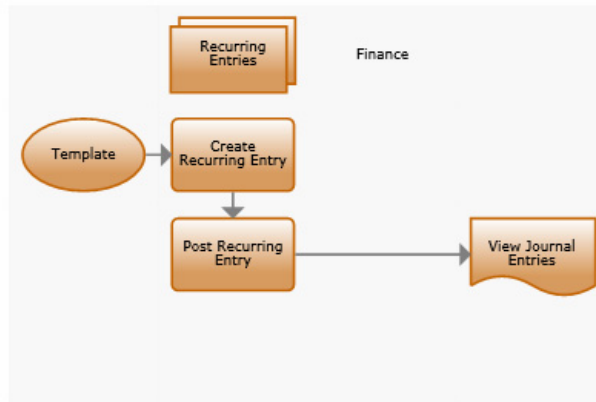 Recurring
Entries
Finance
Template
Create
Recurring Entry
Post Recurring
Entry
View Journal
Entries